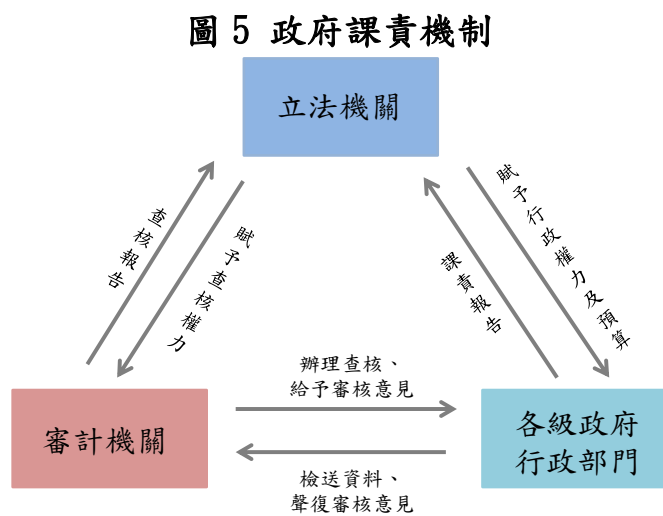 圖 5 政府課責機制
立法機關
查核報告
賦予查核權力
課責報告
賦予行政權力及預算
辦理查核、
給予審核意見
審計機關
各級政府
行政部門
檢送資料、
聲復審核意見